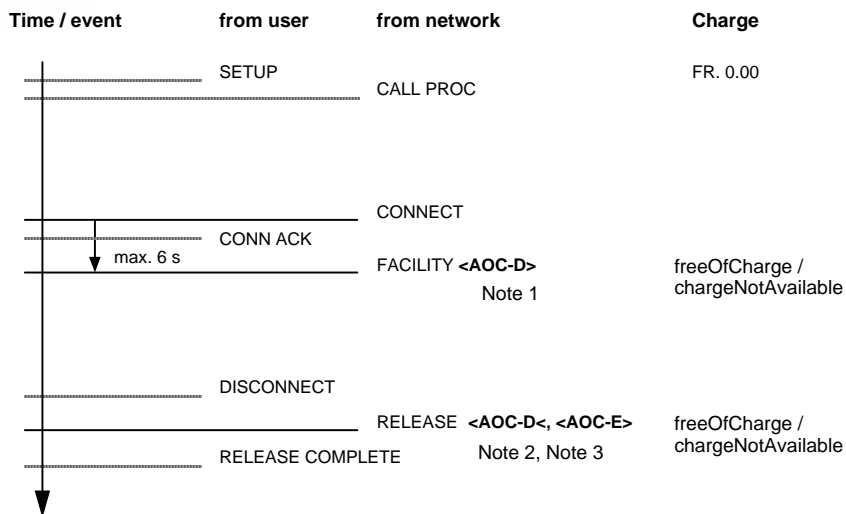 Time / event from user from network Charge
SETUP FR. 0.00
CALL PROC
CONNECT
CONN ACK
max. 6 s
FACILITY <AOC-D> freeOfCharge /
Note 1 chargeNotAvailable
DISCONNECT
RELEASE <AOC-D<, <AOC-E> freeOfCharge /
Note 2, Note 3 chargeNotAvailable
RELEASE COMPLETE